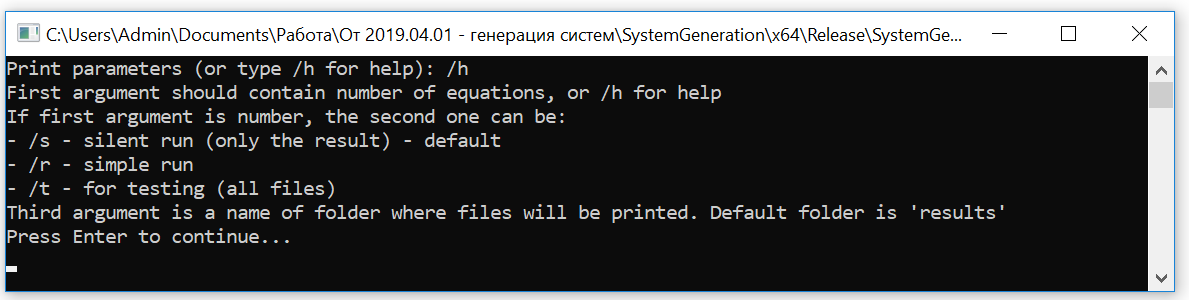 C:\Users\Admin\Documents\Работа\От 2019.04.01 - генерация систем\SystemGeneration\x64\Release\SystemGe...
Print parameters (or type /h for help): /h
First argument should contain number of equations, or /h for help
If first argument is number, the second one can be:
- /s - silent run (only the result) - default
- /r - simple run
- /t - for testing (all files)
Third argument is a name of folder where files will be printed. Default folder is 'results'
Press Enter to continue...